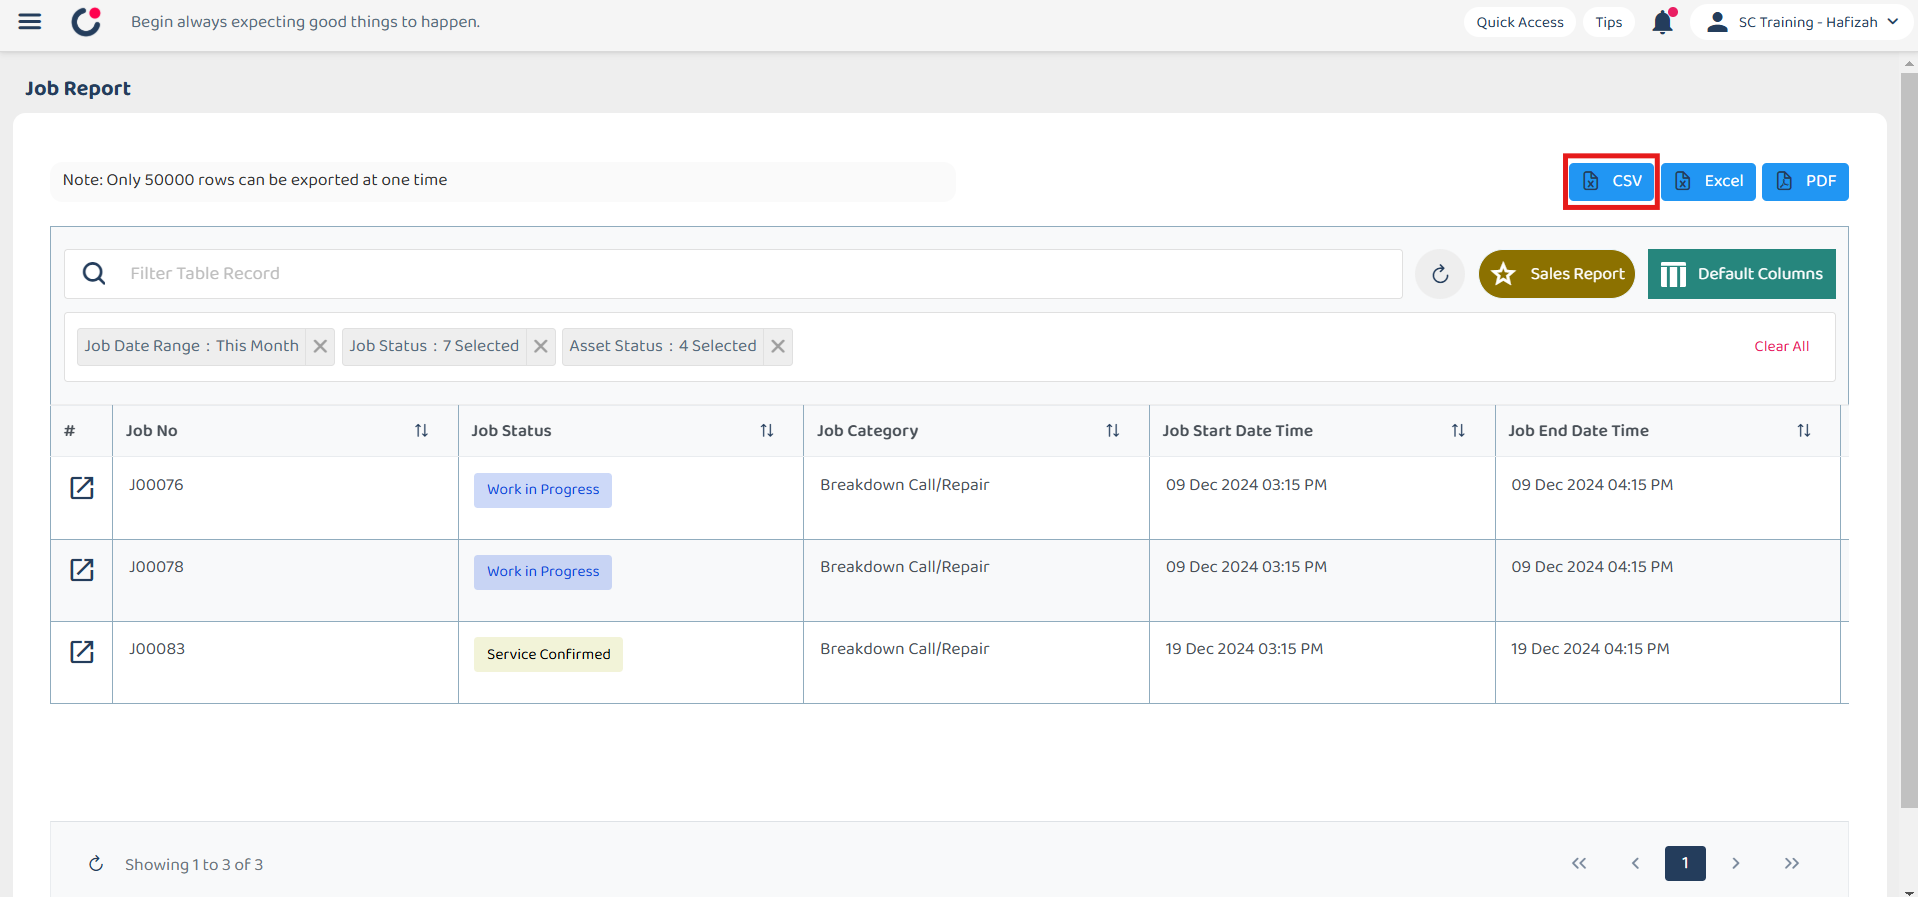 Begin always expecting good things to happen.
Quick Access
Tips
SC Training - Hafizah
Job Report
Note: Only 50000 rows can be exported at one time
CSV
Excel
PDF
Filter Table Record
Sales Report
Default Columns
Job Date Range : This Month
Job Status : 7 Selected
Asset Status : 4 Selected
Clear All
# Job No Job Status Job Category Job Start Date Time Job End Date Time
J00076 Work in Progress Breakdown Call/Repair 09 Dec 2024 03:15 PM 09 Dec 2024 04:15 PM
J00078 Work in Progress Breakdown Call/Repair 09 Dec 2024 03:15 PM 09 Dec 2024 04:15 PM
J00083 Service Confirmed Breakdown Call/Repair 19 Dec 2024 03:15 PM 19 Dec 2024 04:15 PM
Showing 1 to 3 of 3
1